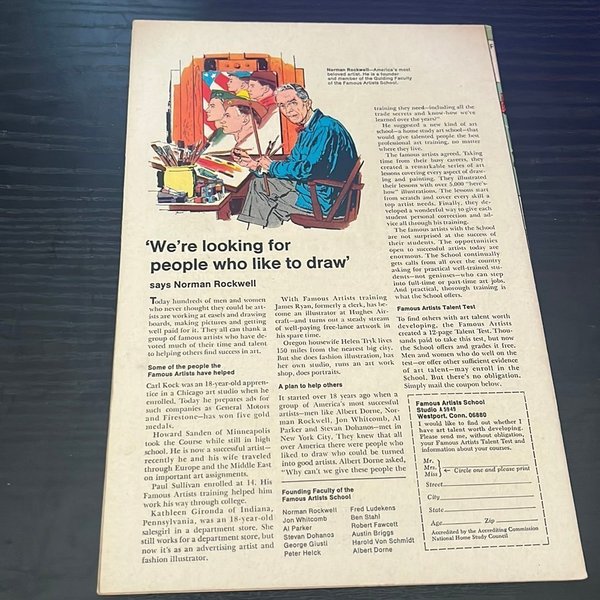 Norman Rockwell—America's most
beloved artist. He is a founder
and member of the Guiding Faculty
of the Famous Artists School.
'We're looking for
people who like to draw'
says Norman Rockwell
Today hundreds of men and women
who never thought they could be art-
ists are working at easels and drawing
boards, making pictures and getting
well paid for it. They all can thank a
group of famous artists who have de-
voted much of their time and talent
to helping others find success in art.
Some of the people the
Famous Artists have helped
Carl Kock was an 18-year-old appren-
tice in a Chicago art studio when he
enrolled. Today he prepares ads for
such companies as General Motors
and Firestone—has won five gold
medals.
Howard Sanden of Minneapolis
took the Course while still in high
school. He is now a successful artist—
recently he and his wife traveled
through Europe and the Middle East
on important art assignments.
Paul Sullivan enrolled at 14. His
Famous Artists training helped him
work his way through college.
Kathleen Gironda of Indiana,
Pennsylvania, was an 18-year-old
salesgirl in a department store. She
still works for a department store, but
now it's as an advertising artist and
fashion illustrator.
With Famous Artists training
James Ryan, formerly a clerk, has be-
come an illustrator at Hughes Air-
craft—and turns out a steady stream
of well-paying free-lance artwork in
his spare time.
Oregon housewife Helen Tryk lives
150 miles from the nearest big city.
But she does fashion illustration, has
her own studio, runs an art work
shop, does portraits.
A plan to help others
It started over 18 years ago when a
group of America's most successful
artists—men like Albert Dorne, Nor-
man Rockwell, Jon Whitcomb, Al
Parker and Stevan Dohanos—met in
New York City. They knew that all
over America there were people who
liked to draw who could be turned
into good artists. Albert Dorne asked,
"Why can't we give these people the
Founding Faculty of the
Famous Artists School
Norman Rockwell
Jon Whitcomb
Al Parker
Stevan Dohanos
George Giusti
Peter Helck
Fred Ludekens
Ben Stahl
Robert Fawcett
Austin Briggs
Harold Von Schmidt
Albert Dorne
training they need—including all the
trade secrets and know-how we've
learned over the years?"
He suggested a new kind of art
school—a home study art school—that
would give talented people the best
professional art training, no matter
where they live.
The famous artists agreed. Taking
time from their busy careers, they
created a remarkable series of art
lessons covering every aspect of draw-
ing and painting. They illustrated
their lessons with over 5,000 "here's-
how" illustrations. The lessons start
from scratch and cover every skill a
top artist needs. Finally, they de-
veloped a wonderful way to give each
student personal correction and ad-
vice all through his training.
The famous artists with the School
are not surprised at the success of
their students. The opportunities
open to successful artists today are
enormous. The School continually
gets calls from all over the country
asking for practical well-trained stu-
dents—not geniuses—who can step
into full-time or part-time art jobs.
And practical, thorough training is
what the School offers.
Famous Artists Talent Test
To find others with art talent worth
developing, the Famous Artists
created a 12-page Talent Test. Thou-
sands paid to take this test, but now
the School offers and grades it free.
Men and women who do well on the
test—or offer other sufficient evidence
of art talent—may enroll in the
School. But there's no obligation.
Simply mail the coupon below.
Famous Artists School
Studio A 5849
Westport, Conn. 06880
I would like to find out whether I
have art talent worth developing.
Please send me, without obligation,
your Famous Artists Talent Test and
information about your courses.
Mr.
Mrs.
Miss
← Circle one and please print
Street
City
State
Age Zip
Accredited by the Accrediting Commission
National Home Study Council